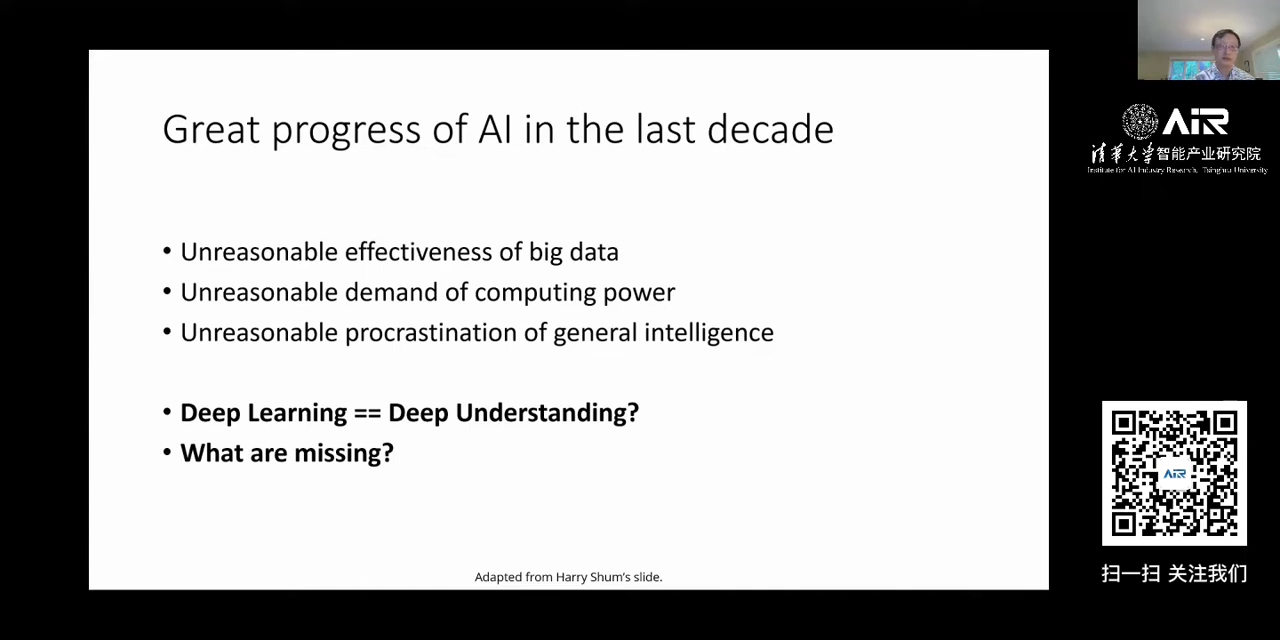 Great progress of AI in the last decade
• Unreasonable effectiveness of big data
• Unreasonable demand of computing power
• Unreasonable procrastination of general intelligence
• Deep Learning == Deep Understanding?
• What are missing?
Adapted from Harry Shum's slide.
AIR
清华大学智能产业研究院
Institute for AI Industry Research, Tsinghua University
AIR
扫一扫 关注我们